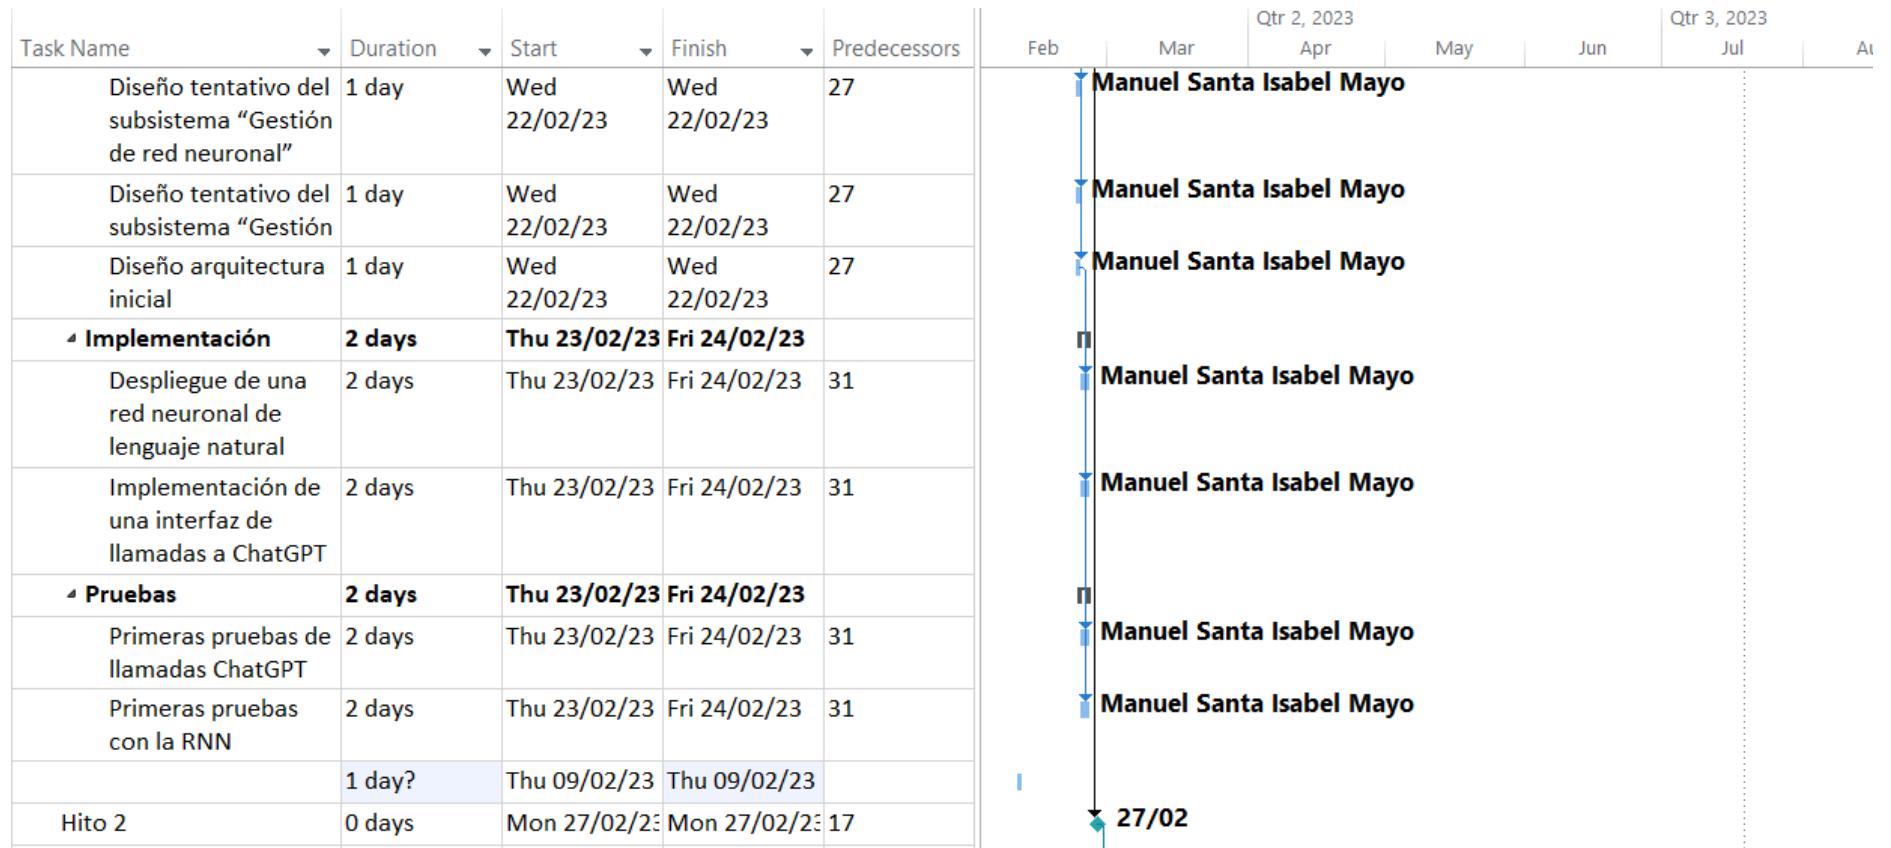 Qtr 2, 2023 Qtr 3, 2023
Task Name Duration Start Finish Predecessors Feb Mar Apr May Jun Jul Au
Diseño tentativo del 1 day Wed Wed 27 Manuel Santa Isabel Mayo
subsistema “Gestión 22/02/23 22/02/23
de red neuronal”
Diseño tentativo del 1 day Wed Wed 27 Manuel Santa Isabel Mayo
subsistema “Gestión 22/02/23 22/02/23
Diseño arquitectura 1 day Wed Wed 27 Manuel Santa Isabel Mayo
inicial 22/02/23 22/02/23
Implementación 2 days Thu 23/02/23 Fri 24/02/23
Despliegue de una 2 days Thu 23/02/23 Fri 24/02/23 31 Manuel Santa Isabel Mayo
red neuronal de
lenguaje natural
Implementación de 2 days Thu 23/02/23 Fri 24/02/23 31 Manuel Santa Isabel Mayo
una interfaz de
llamadas a ChatGPT
Pruebas 2 days Thu 23/02/23 Fri 24/02/23
Primeras pruebas de 2 days Thu 23/02/23 Fri 24/02/23 31 Manuel Santa Isabel Mayo
llamadas ChatGPT
Primeras pruebas 2 days Thu 23/02/23 Fri 24/02/23 31 Manuel Santa Isabel Mayo
con la RNN
1 day? Thu 09/02/23 Thu 09/02/23
Hito 2 0 days Mon 27/02/23 Mon 27/02/23 17 27/02